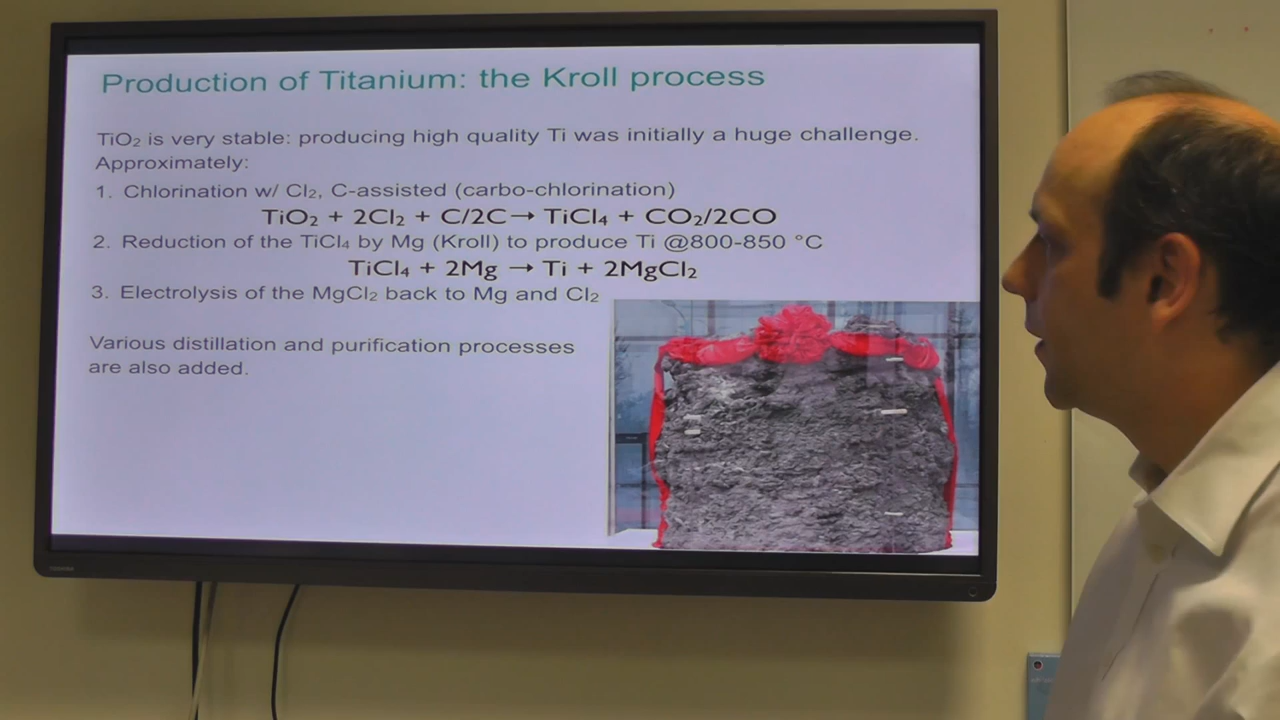 Production of Titanium: the Kroll process
TiO₂ is very stable: producing high quality Ti was initially a huge challenge.
Approximately:
1. Chlorination w/ Cl₂, C-assisted (carbo-chlorination)
TiO₂ + 2Cl₂ + C/2C → TiCl₄ + CO₂/2CO
2. Reduction of the TiCl₄ by Mg (Kroll) to produce Ti @800-850 °C
TiCl₄ + 2Mg → Ti + 2MgCl₂
3. Electrolysis of the MgCl₂ back to Mg and Cl₂
Various distillation and purification processes
are also added.
TOSHIBA